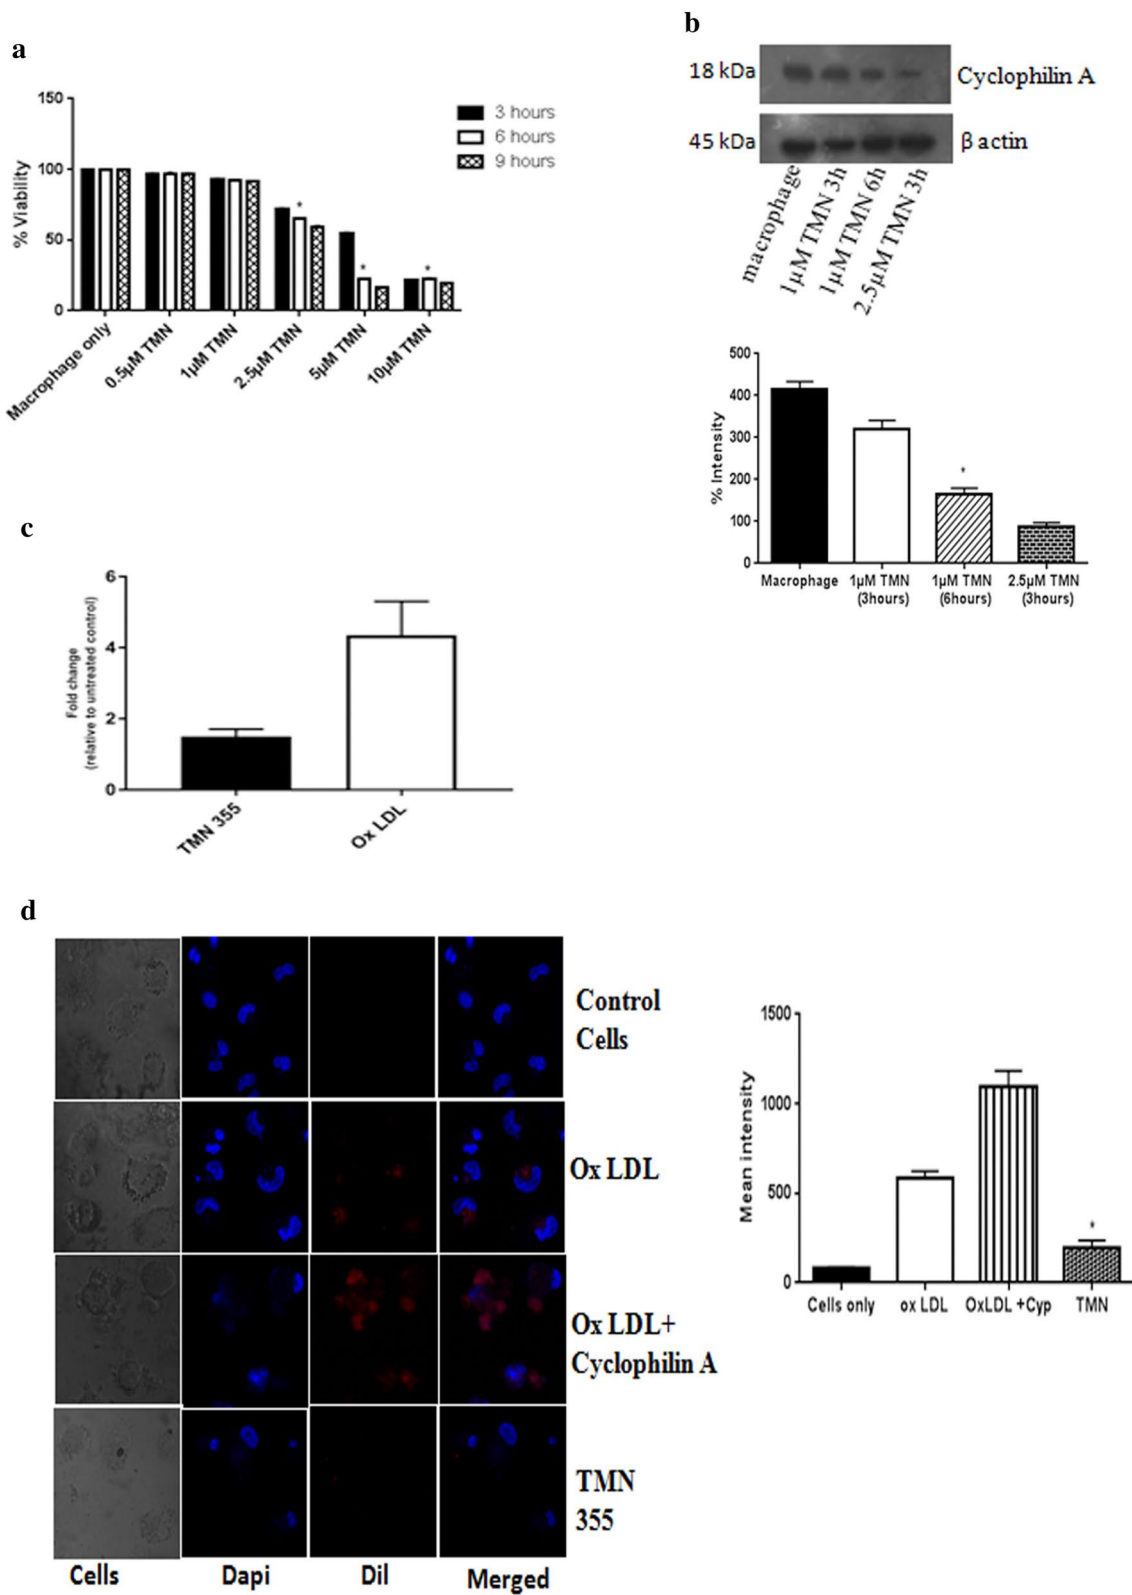 a
150
100
50
0
% Viability
3 hours
6 hours
9 hours
*
*
*
Macrophage only
0.5µM TMN
1µM TMN
2.5µM TMN
5µM TMN
10µM TMN
b
18 kDa
Cyclophilin A
45 kDa
β actin
macrophage
1µM TMN 3h
1µM TMN 6h
2.5µM TMN 3h
500
400
300
200
100
0
% Intensity
*
Macrophage
1µM TMN
(3hours)
1µM TMN
(6hours)
2.5µM TMN
(3hours)
c
6
4
2
0
Fold change
(relative to untreated control)
TMN 355
Ox LDL
d
Control
Cells
Ox LDL
Ox LDL+
Cyclophilin A
TMN
355
Cells
Dapi
Dil
Merged
1500
1000
500
0
Mean intensity
*
Cells only
ox LDL
OxLDL +Cyp
TMN